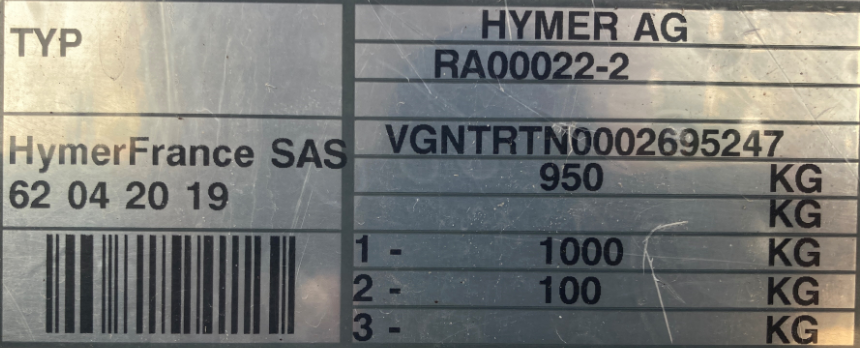 TYP
HymerFrance SAS
62 04 20 19
HYMER AG
RA00022-2
VGNTRTN0002695247
950 KG
KG
1 - 1000 KG
2 - 100 KG
3 - KG